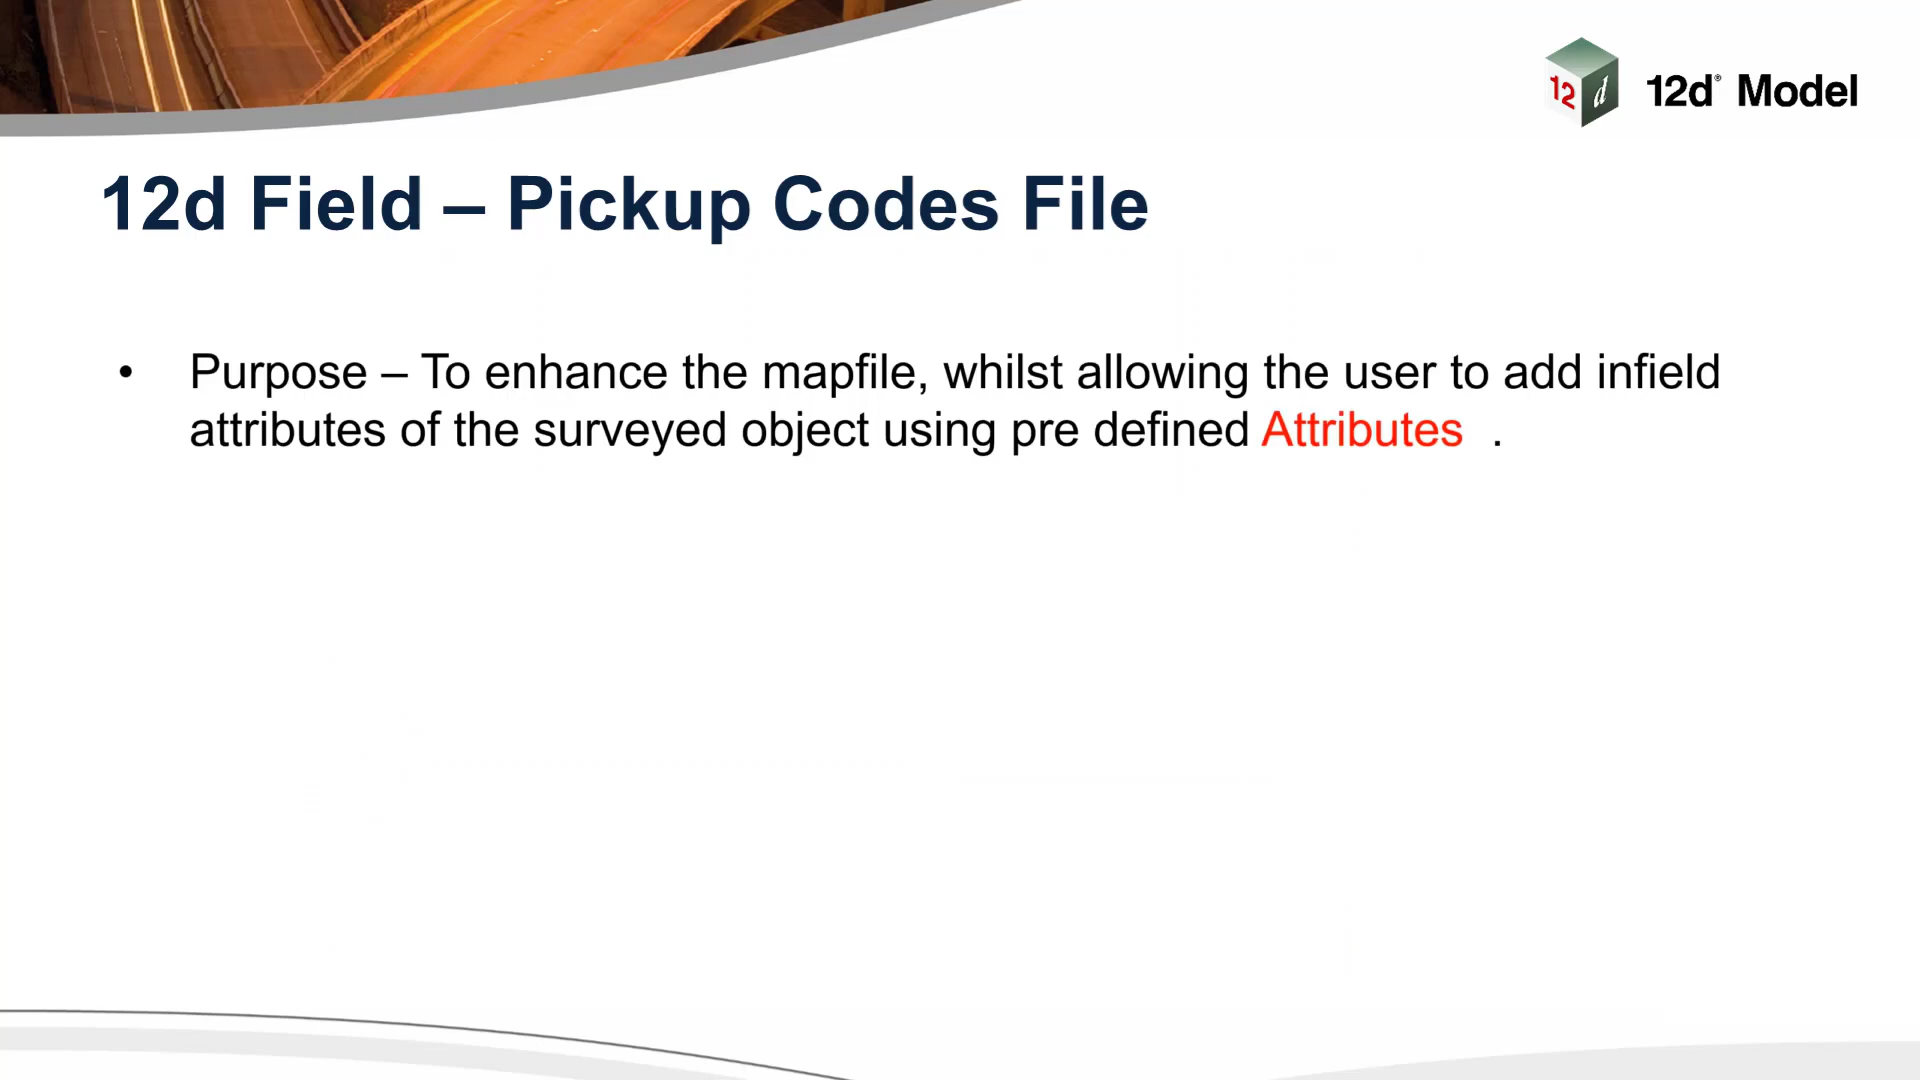 12d 12d® Model
12d Field – Pickup Codes File
• Purpose – To enhance the mapfile, whilst allowing the user to add infield
attributes of the surveyed object using pre defined Attributes  .